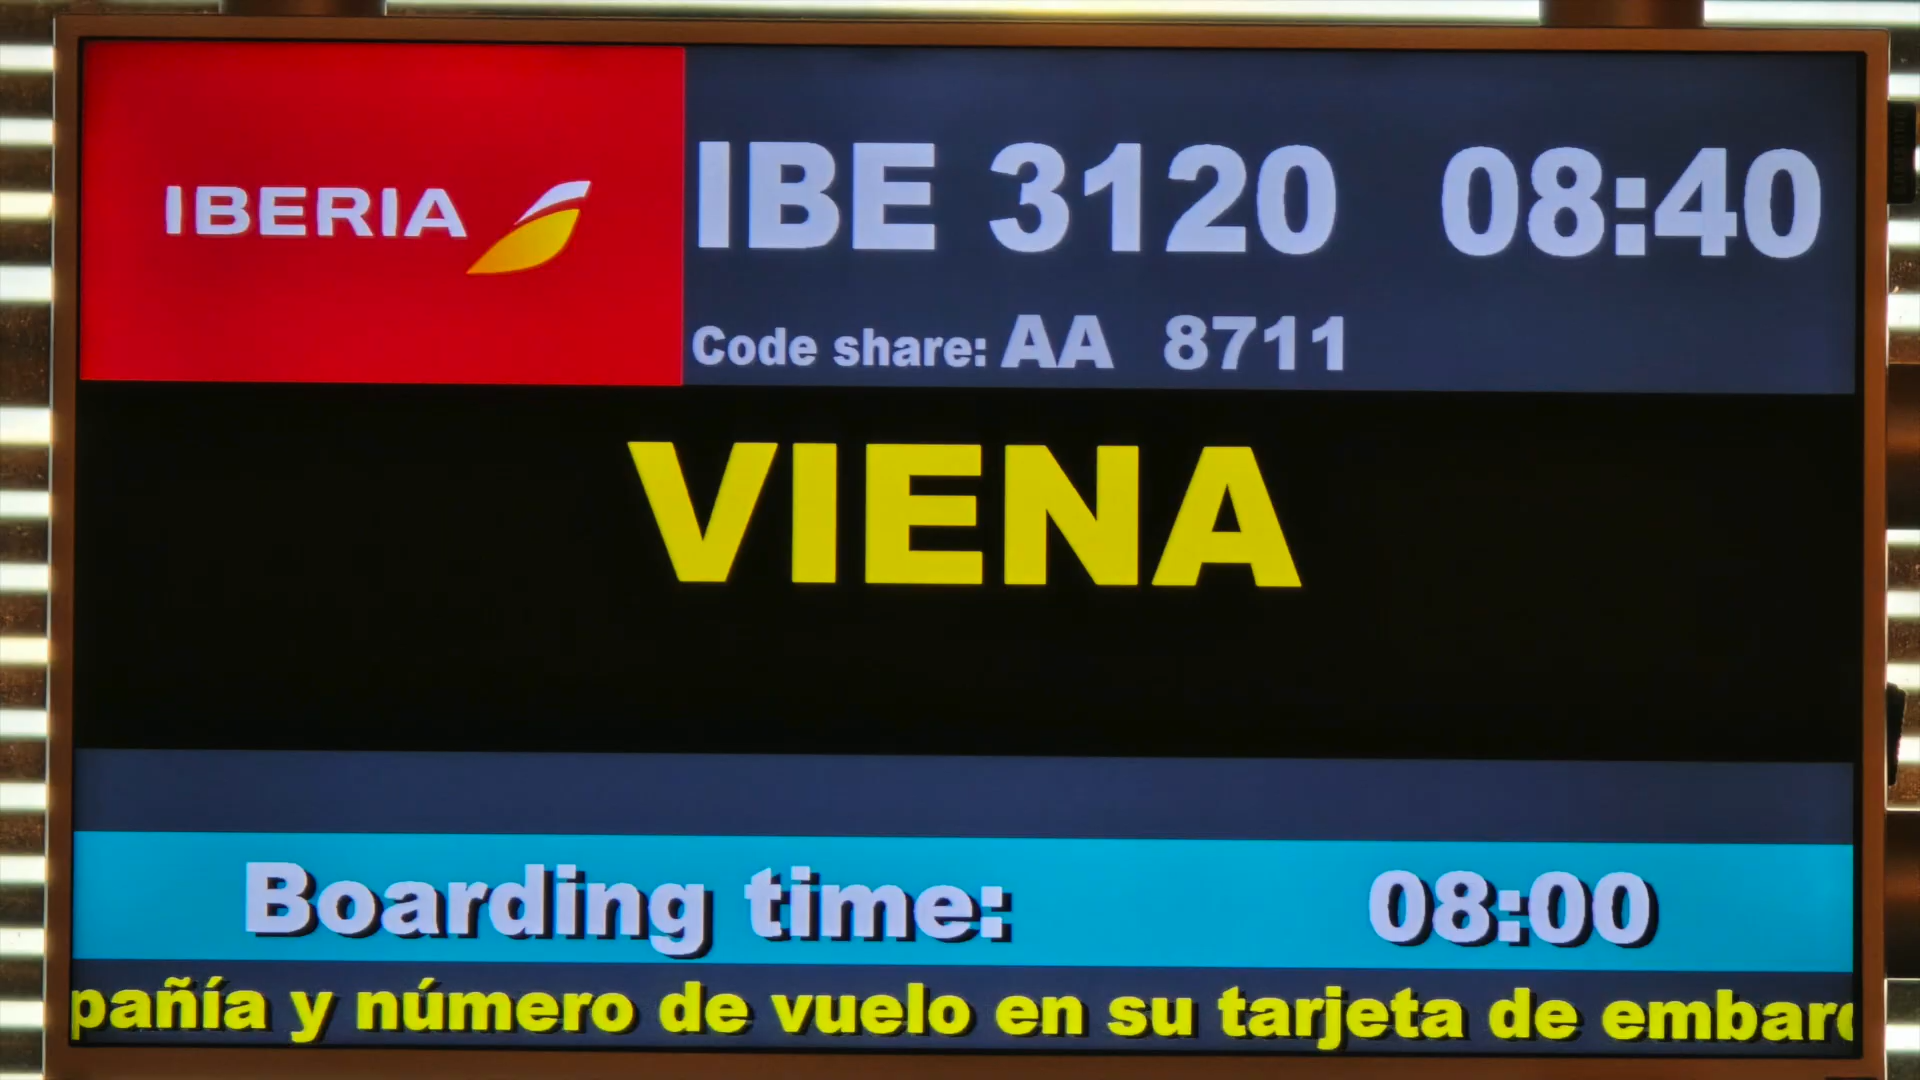 IBERIA
IBE 3120 08:40
Code share: AA 8711
VIENA
Boarding time: 08:00
pañía y número de vuelo en su tarjeta de embar